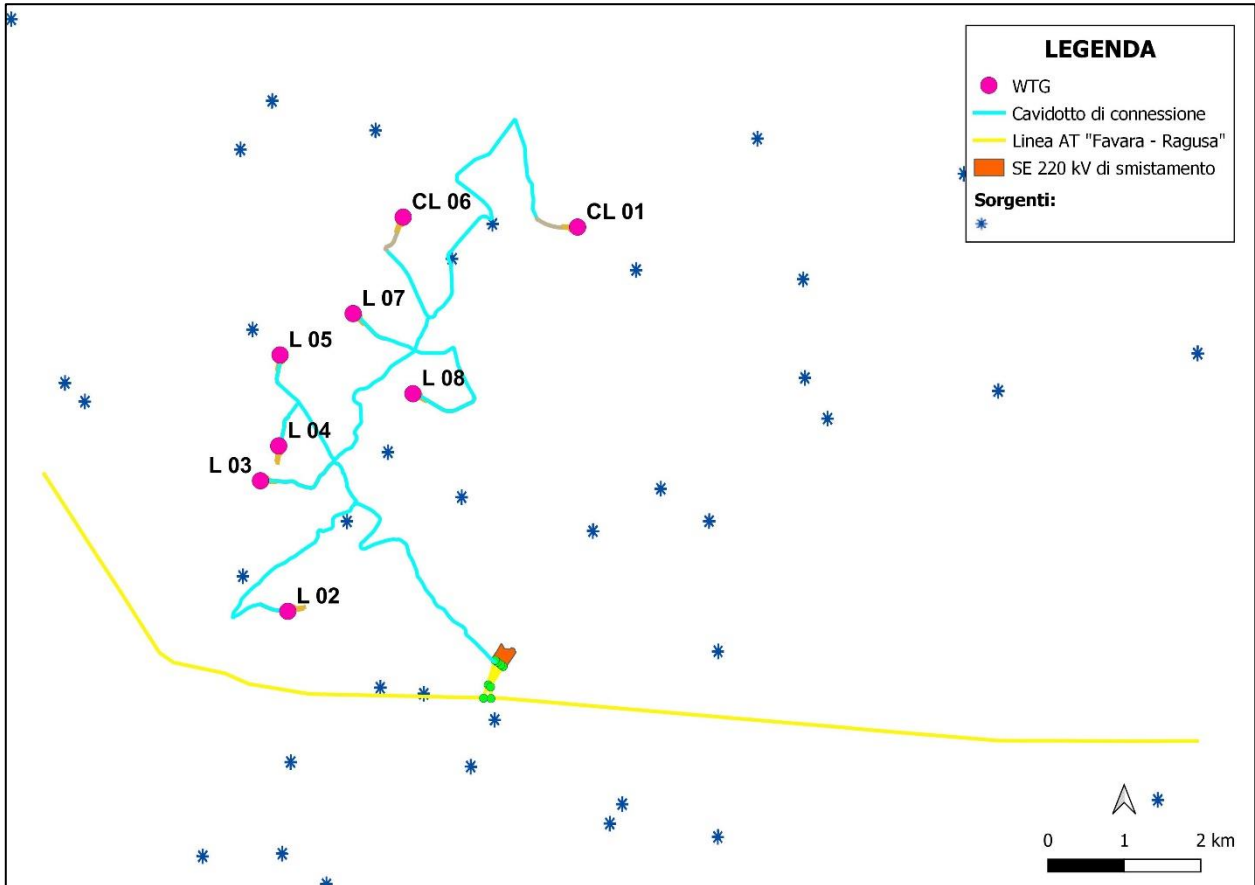 LEGENDA
WTG
Cavidotto di connessione
Linea AT "Favara - Ragusa"
SE 220 kV di smistamento
Sorgenti:
CL 06
CL 01
L 07
L 05
L 08
L 04
L 03
L 02
0 1 2 km